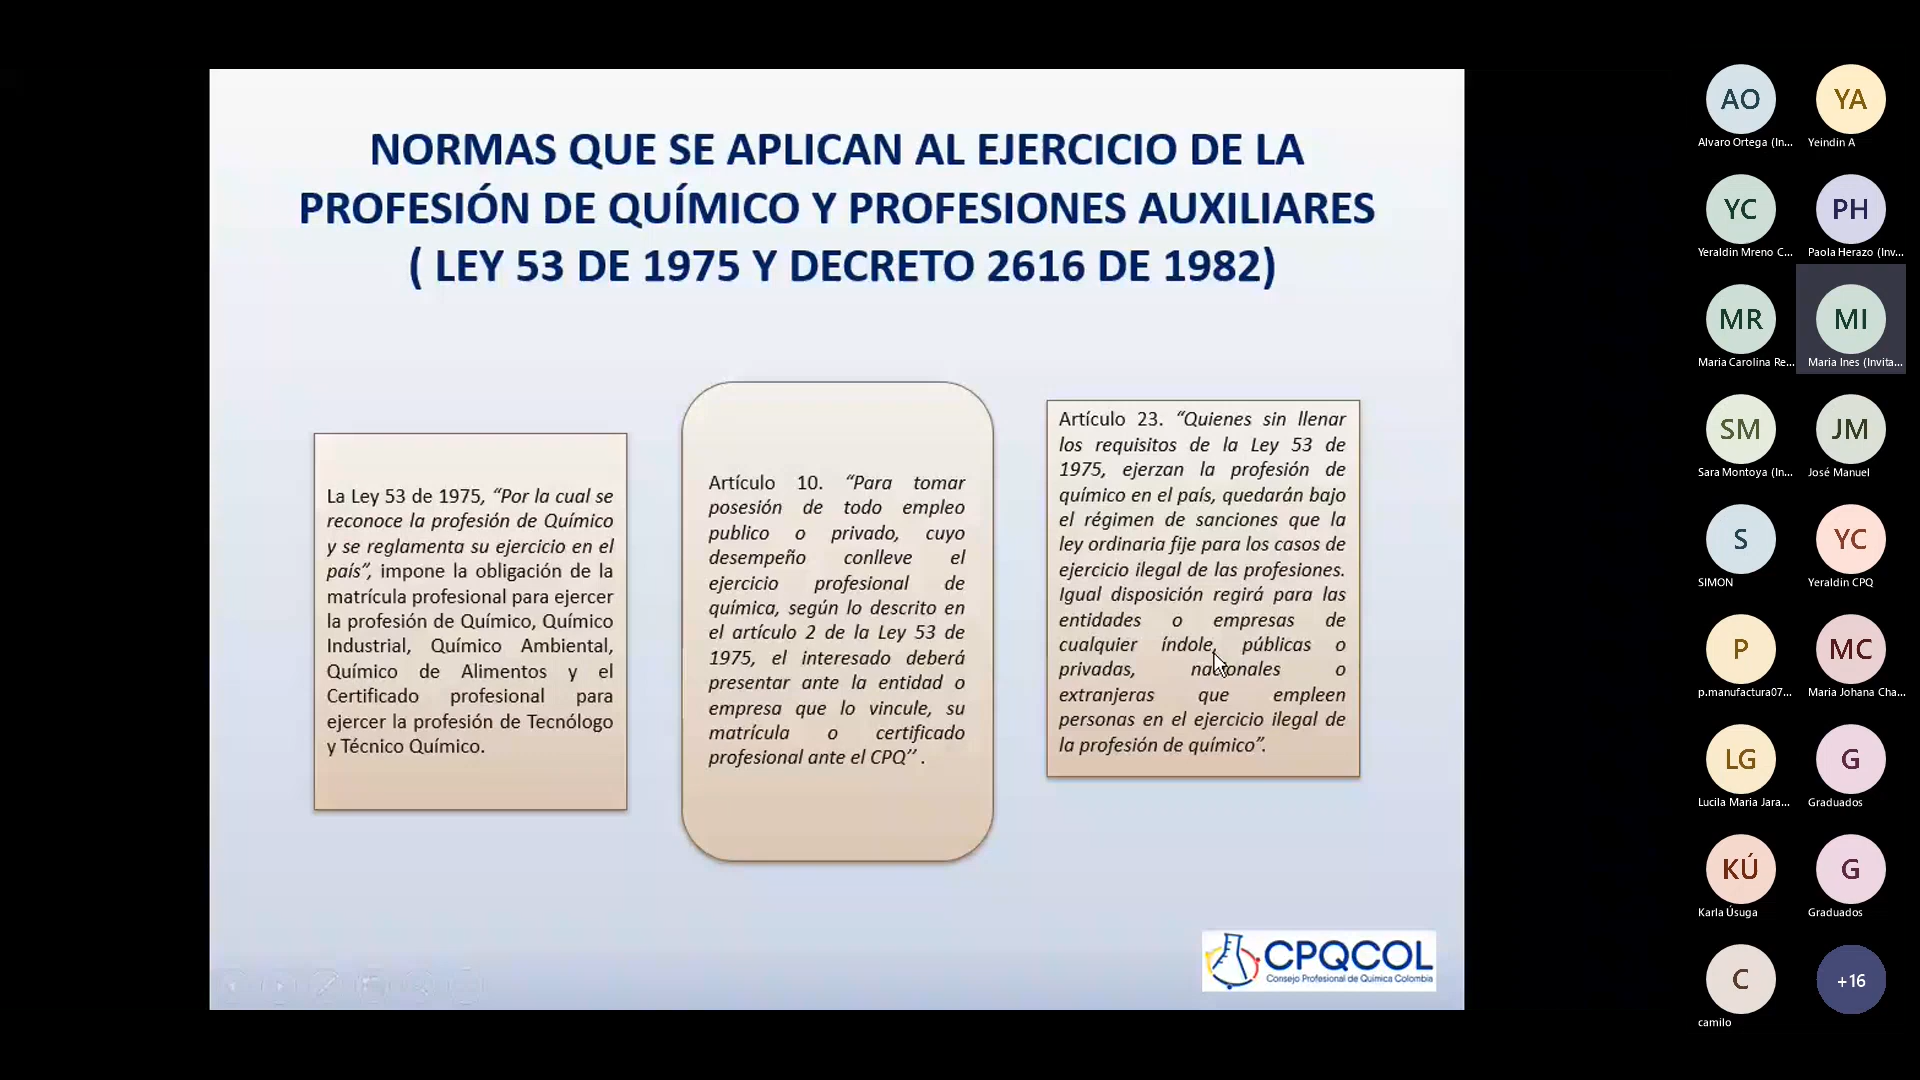 NORMAS QUE SE APLICAN AL EJERCICIO DE LA
PROFESIÓN DE QUÍMICO Y PROFESIONES AUXILIARES
( LEY 53 DE 1975 Y DECRETO 2616 DE 1982)
La Ley 53 de 1975, “Por la cual se
reconoce la profesión de Químico
y se reglamenta su ejercicio en el
país”, impone la obligación de la
matrícula profesional para ejercer
la profesión de Químico, Químico
Industrial, Químico Ambiental,
Químico de Alimentos y el
Certificado profesional para
ejercer la profesión de Tecnólogo
y Técnico Químico.
Artículo 10. “Para tomar
posesión de todo empleo
publico o privado, cuyo
desempeño conlleve el
ejercicio profesional de
química, según lo descrito en
el artículo 2 de la Ley 53 de
1975, el interesado deberá
presentar ante la entidad o
empresa que lo vincule, su
matrícula o certificado
profesional ante el CPQ’’ .
Artículo 23. “Quienes sin llenar
los requisitos de la Ley 53 de
1975, ejerzan la profesión de
químico en el país, quedarán bajo
el régimen de sanciones que la
ley ordinaria fije para los casos de
ejercicio ilegal de las profesiones.
Igual disposición regirá para las
entidades o empresas de
cualquier índole, públicas o
privadas, nacionales o
extranjeras que empleen
personas en el ejercicio ilegal de
la profesión de químico”.
CPQCOL
Consejo Profesional de Química Colombia
AO
Alvaro Ortega (In...
YA
Yeindin A
YC
Yeraldin Mreno C...
PH
Paola Herazo (Inv...
MR
Maria Carolina Re...
MI
Maria Ines (Invita...
SM
Sara Montoya (In...
JM
José Manuel
S
SIMON
YC
Yeraldin CPQ
P
p.manufactura07...
MC
Maria Johana Cha...
LG
Lucila Maria Jara...
G
Graduados
KÚ
Karla Úsuga
G
Graduados
C
camilo
+16